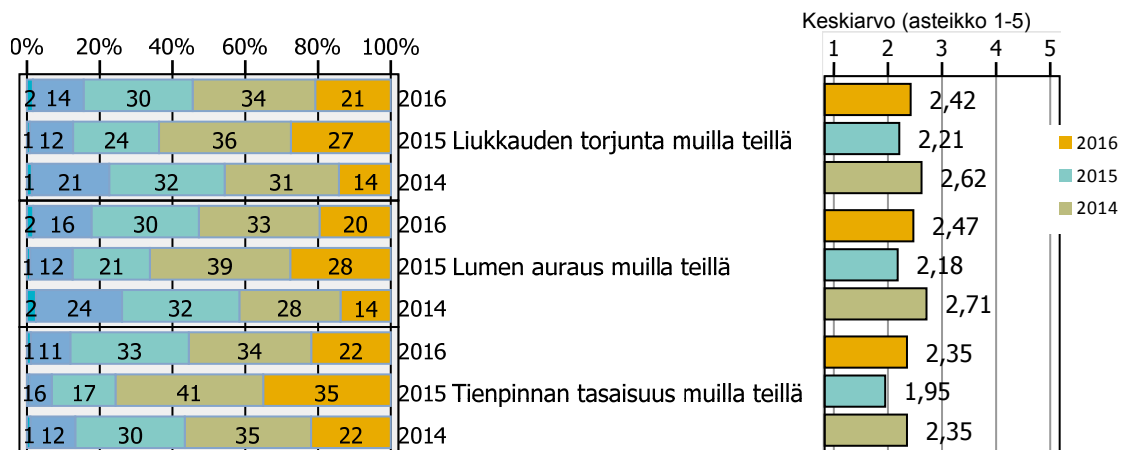 Keskiarvo (asteikko 1-5)
0% 20% 40% 60% 80% 100%
1 2 3 4 5
2 14 30 34 21 2016 2,42
1 12 24 36 27 2015 Liukkauden torjunta muilla teillä 2,21
1 21 32 31 14 2014 2,62
2 16 30 33 20 2016 2,47
1 12 21 39 28 2015 Lumen auraus muilla teillä 2,18
2 24 32 28 14 2014 2,71
1 11 33 34 22 2016 2,35
1 6 17 41 35 2015 Tienpinnan tasaisuus muilla teillä 1,95
1 12 30 35 22 2014 2,35
2016
2015
2014